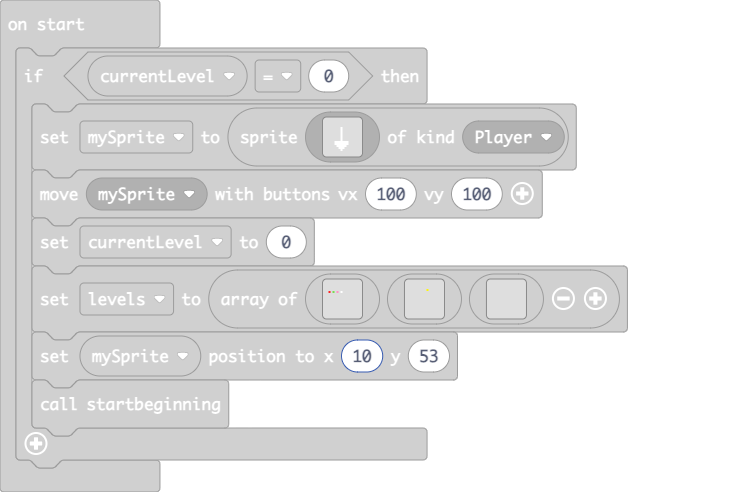 on start
if currentLevel = 0 then
set mySprite to sprite of kind Player
move mySprite with buttons vx 100 vy 100
set currentLevel to 0
set levels to array of
set mySprite position to x 10 y 53
call startbeginning